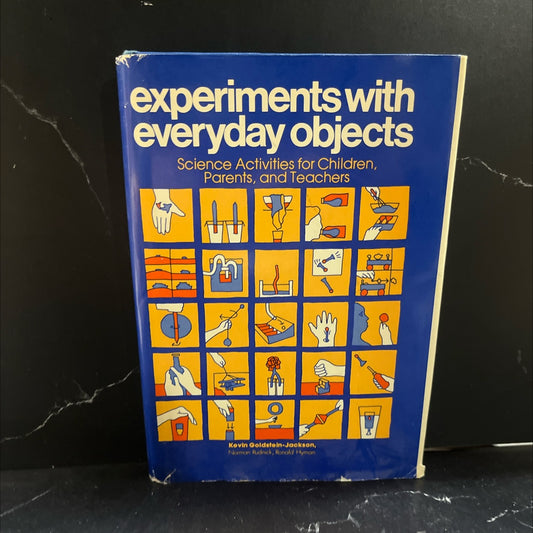 experiments with
everyday objects
Science Activities for Children,
Parents, and Teachers
Kevin Goldstein-Jackson,
Norman Rudnick, Ronald Hyman